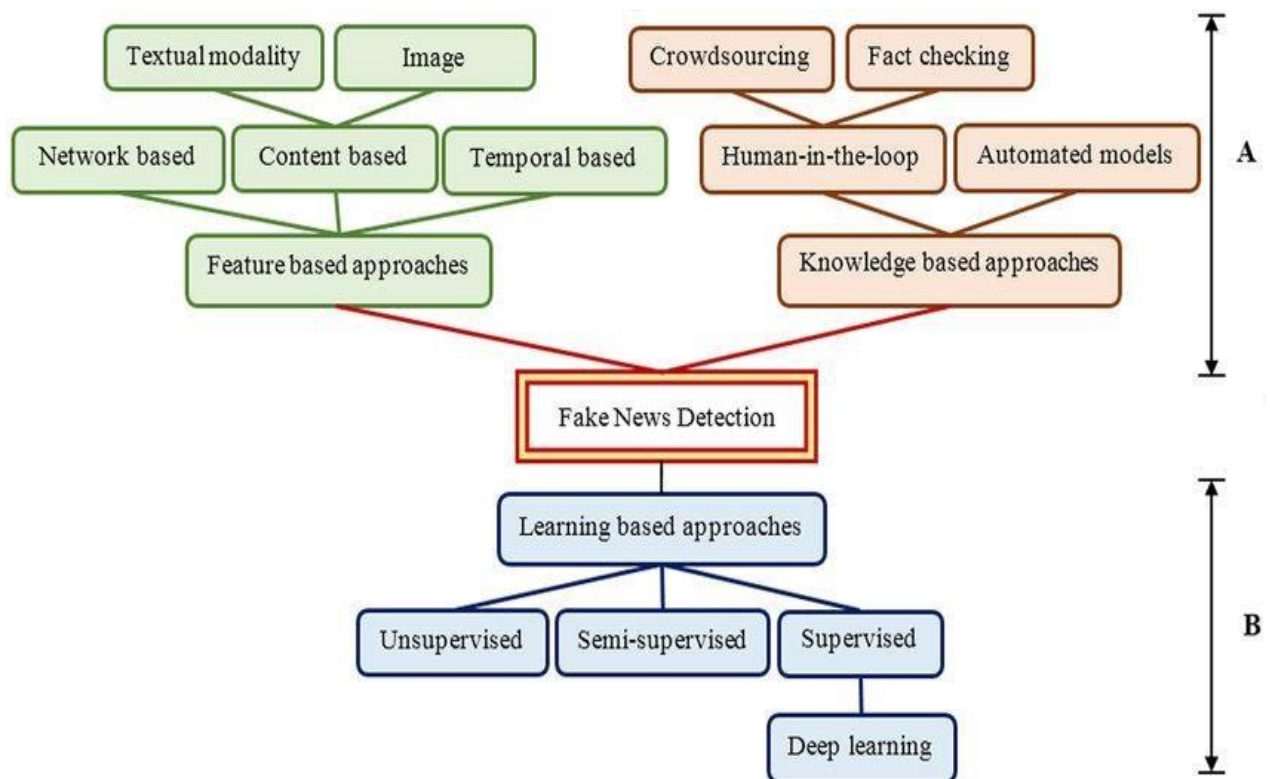 Textual modality
Image
Crowdsourcing
Fact checking
Network based
Content based
Temporal based
Human-in-the-loop
Automated models
A
Feature based approaches
Knowledge based approaches
Fake News Detection
Learning based approaches
Unsupervised
Semi-supervised
Supervised
B
Deep learning